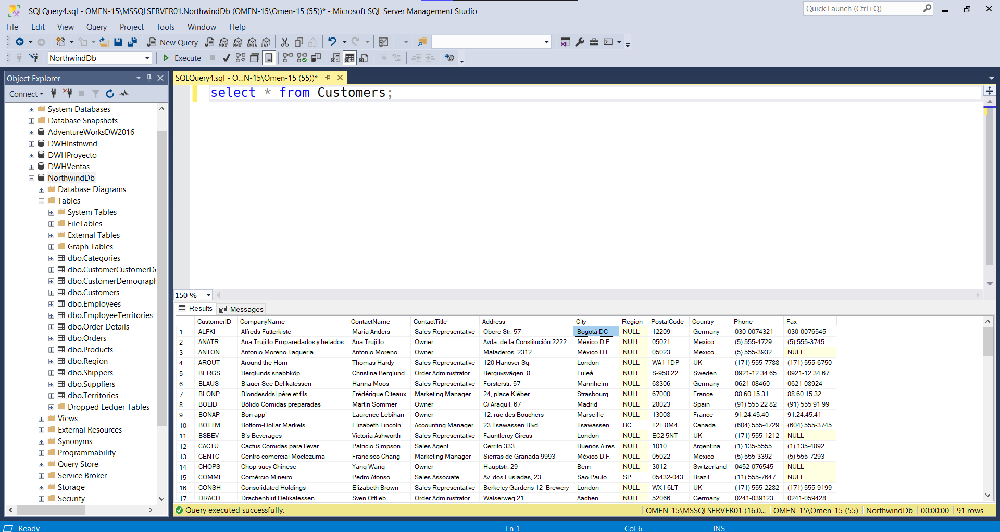 SQLQuery4.sql - OMEN-15\MSSQLSERVER01.NorthwindDb (OMEN-15\Omen-15 (55))* - Microsoft SQL Server Management Studio
Quick Launch (Ctrl+Q)
File Edit View Query Project Tools Window Help
New Query MDX DMX XMLA DAX
NorthwindDb Execute
Object Explorer
Connect
System Databases
Database Snapshots
AdventureWorksDW2016
DWHInstnwnd
DWHProyecto
DWHVentas
NorthwindDb
Database Diagrams
Tables
System Tables
FileTables
External Tables
Graph Tables
dbo.Categories
dbo.CustomerCustomerDe
dbo.CustomerDemograph
dbo.Customers
dbo.Employees
dbo.EmployeeTerritories
dbo.Order Details
dbo.Orders
dbo.Products
dbo.Region
dbo.Shippers
dbo.Suppliers
dbo.Territories
Dropped Ledger Tables
Views
External Resources
Synonyms
Programmability
Query Store
Service Broker
Storage
Security
SQLQuery4.sql - O...N-15\Omen-15 (55))*
select * from Customers;
150 %
Results Messages
CustomerID CompanyName ContactName ContactTitle Address City Region PostalCode Country Phone Fax
1 ALFKI Alfreds Futterkiste Maria Anders Sales Representative Obere Str. 57 Bogotá DC NULL 12209 Germany 030-0074321 030-0076545
2 ANATR Ana Trujillo Emparedados y helados Ana Trujillo Owner Avda. de la Constitución 2222 México D.F. NULL 05021 Mexico (5) 555-4729 (5) 555-3745
3 ANTON Antonio Moreno Taquería Antonio Moreno Owner Mataderos 2312 México D.F. NULL 05023 Mexico (5) 555-3932 NULL
4 AROUT Around the Horn Thomas Hardy Sales Representative 120 Hanover Sq. London NULL WA1 1DP UK (171) 555-7788 (171) 555-6750
5 BERGS Berglunds snabbköp Christina Berglund Order Administrator Berguvsvägen 8 Luleå NULL S-958 22 Sweden 0921-12 34 65 0921-12 34 67
6 BLAUS Blauer See Delikatessen Hanna Moos Sales Representative Forsterstr. 57 Mannheim NULL 68306 Germany 0621-08460 0621-08924
7 BLONP Blondesddsl père et fils Frédérique Citeaux Marketing Manager 24, place Kléber Strasbourg NULL 67000 France 88.60.15.31 88.60.15.32
8 BOLID Bólido Comidas preparadas Martín Sommer Owner C/ Araquil, 67 Madrid NULL 28023 Spain (91) 555 22 82 (91) 555 91 99
9 BONAP Bon app' Laurence Lebihan Owner 12, rue des Bouchers Marseille NULL 13008 France 91.24.45.40 91.24.45.41
10 BOTTM Bottom-Dollar Markets Elizabeth Lincoln Accounting Manager 23 Tsawassen Blvd. Tsawassen BC T2F 8M4 Canada (604) 555-4729 (604) 555-3745
11 BSBEV B's Beverages Victoria Ashworth Sales Representative Fauntleroy Circus London NULL EC2 5NT UK (171) 555-1212 NULL
12 CACTU Cactus Comidas para llevar Patricio Simpson Sales Agent Cerrito 333 Buenos Aires NULL 1010 Argentina (1) 135-5555 (1) 135-4892
13 CENTC Centro comercial Moctezuma Francisco Chang Marketing Manager Sierras de Granada 9993 México D.F. NULL 05022 Mexico (5) 555-3392 (5) 555-7293
14 CHOPS Chop-suey Chinese Yang Wang Owner Hauptstr. 29 Bern NULL 3012 Switzerland 0452-076545 NULL
15 COMMI Comércio Mineiro Pedro Afonso Sales Associate Av. dos Lusíadas, 23 Sao Paulo SP 05432-043 Brazil (11) 555-7647 NULL
16 CONSH Consolidated Holdings Elizabeth Brown Sales Representative Berkeley Gardens 12 Brewery London NULL WX1 6LT UK (171) 555-2282 (171) 555-9199
17 DRACD Drachenblut Delikatessen Sven Ottlieb Order Administrator Walserweg 21 Aachen NULL 52066 Germany 0241-039123 0241-059428
Query executed successfully. OMEN-15\MSSQLSERVER01 (16.0... OMEN-15\Omen-15 (55) NorthwindDb 00:00:00 91 rows
Ready Ln 1 Col 6 INS